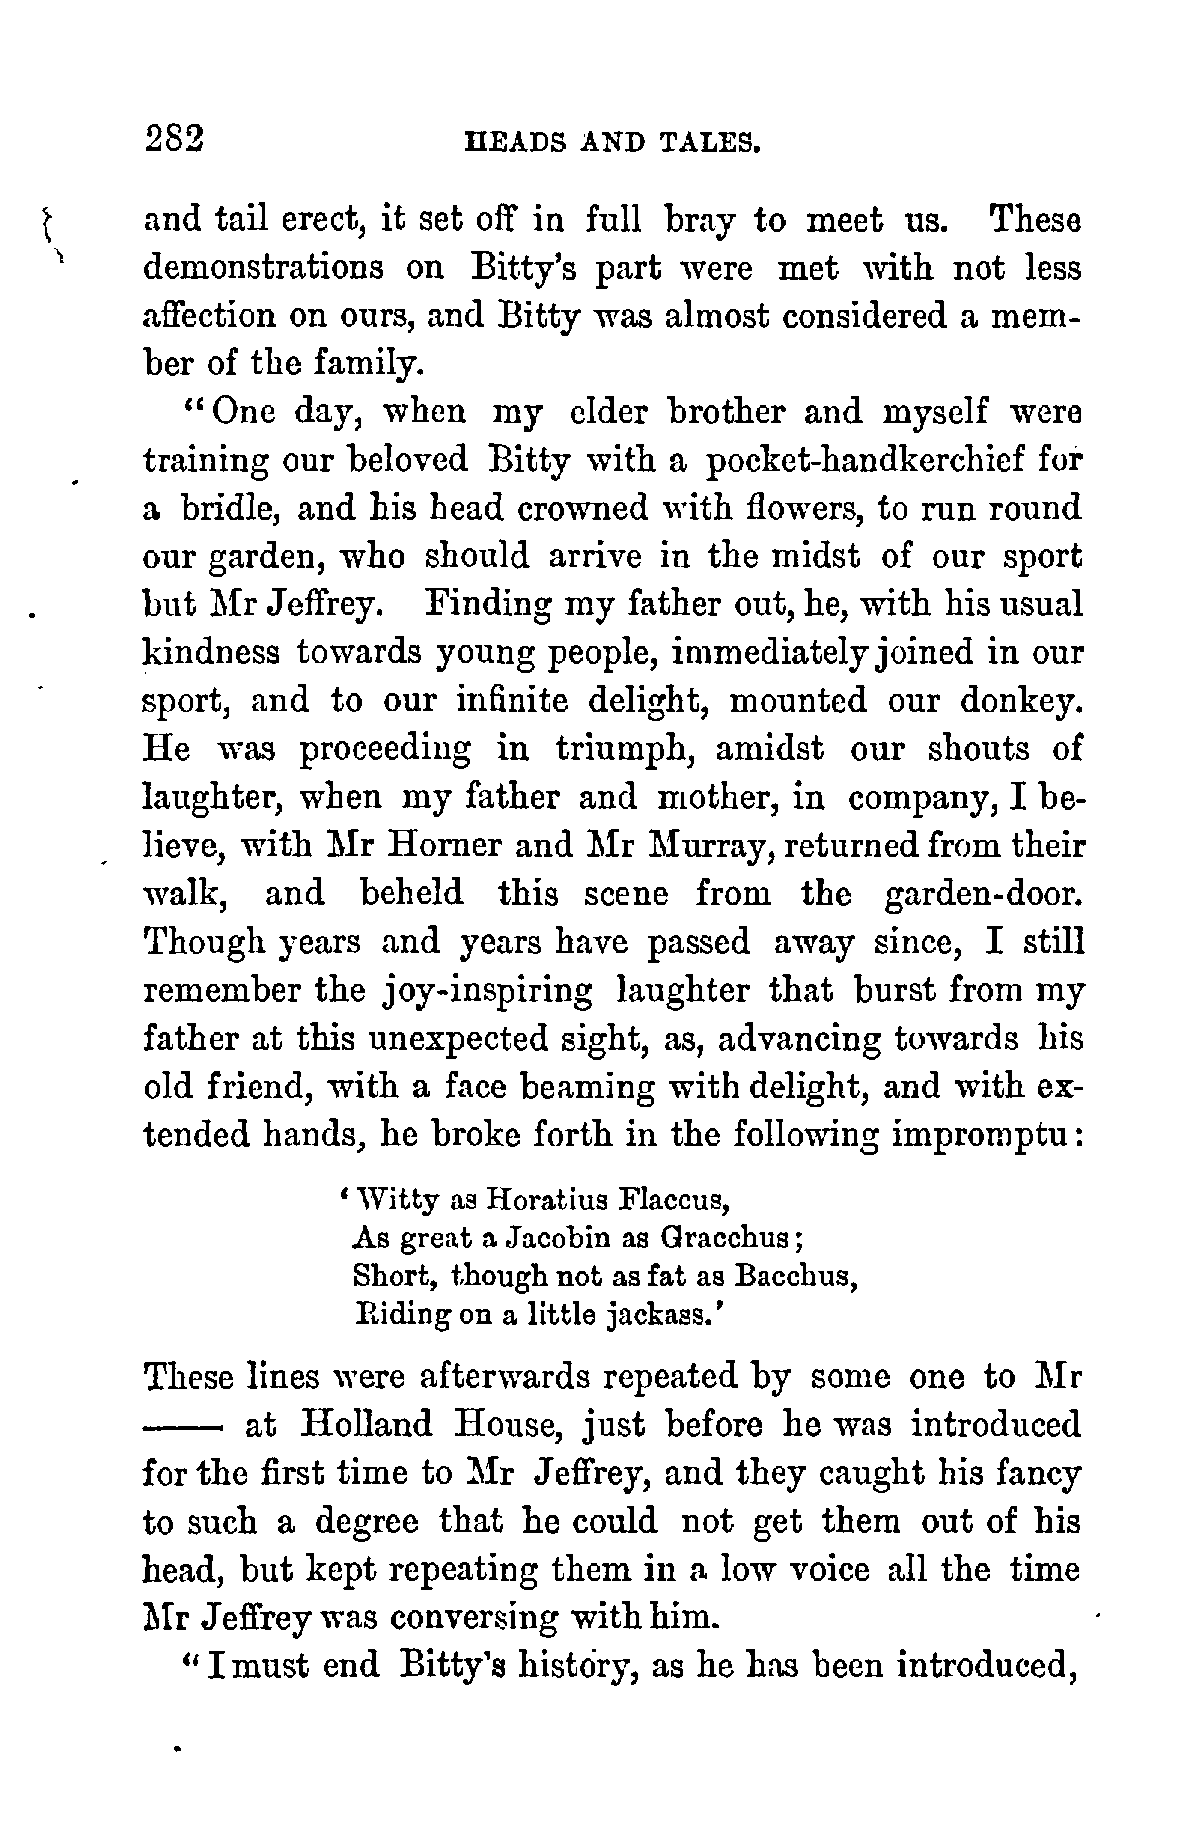 282 HEADS AND TALES.
and tail erect, it set off in full bray to meet us. These
demonstrations on Bitty's part were met with not less
affection on ours, and Bitty was almost considered a mem-
ber of the family.
"One day, when my elder brother and myself were
training our beloved Bitty with a pocket-handkerchief for
a bridle, and his head crowned with flowers, to run round
our garden, who should arrive in the midst of our sport
but Mr Jeffrey. Finding my father out, he, with his usual
kindness towards young people, immediately joined in our
sport, and to our infinite delight, mounted our donkey.
He was proceeding in triumph, amidst our shouts of
laughter, when my father and mother, in company, I be-
lieve, with Mr Horner and Mr Murray, returned from their
walk, and beheld this scene from the garden-door.
Though years and years have passed away since, I still
remember the joy-inspiring laughter that burst from my
father at this unexpected sight, as, advancing towards his
old friend, with a face beaming with delight, and with ex-
tended hands, he broke forth in the following impromptu:
'Witty as Horatius Flaccus,
As great a Jacobin as Gracchus;
Short, though not as fat as Bacchus,
Riding on a little jackass.'
These lines were afterwards repeated by some one to Mr
—— at Holland House, just before he was introduced
for the first time to Mr Jeffrey, and they caught his fancy
to such a degree that he could not get them out of his
head, but kept repeating them in a low voice all the time
Mr Jeffrey was conversing with him.
"I must end Bitty's history, as he has been introduced,